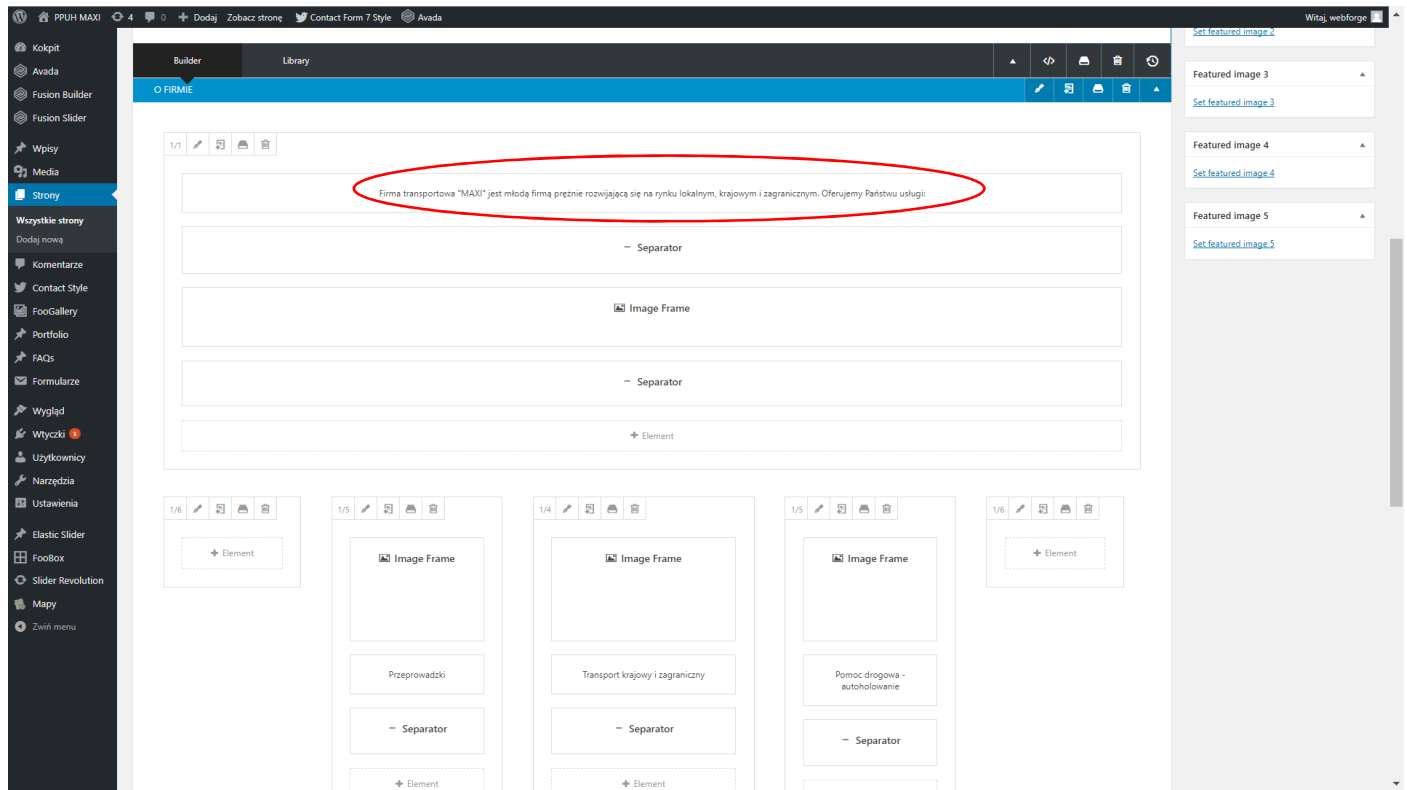 PPUH MAXI 4 0 + Dodaj Zobacz stronę Contact Form 7 Style Avada Witaj, webforge
Kokpit
Avada
Fusion Builder
Fusion Slider
Wpisy
Media
Strony
Wszystkie strony
Dodaj nową
Komentarze
Contact Style
FooGallery
Portfolio
FAQs
Formularze
Wygląd
Wtyczki 3
Użytkownicy
Narzędzia
Ustawienia
Elastic Slider
FooBox
Slider Revolution
Mapy
Zwiń menu
Builder Library
O FIRMIE
1/1
Firma transportowa "MAXI" jest młodą firmą prężnie rozwijającą się na rynku lokalnym, krajowym i zagranicznym. Oferujemy Państwu usługi:
Separator
Image Frame
Separator
+ Element
1/6 1/5 1/4 1/5 1/6
+ Element
Image Frame
Przeprowadzki
Separator
+ Element
Image Frame
Transport krajowy i zagraniczny
Separator
+ Element
Image Frame
Pomoc drogowa -
autoholowanie
Separator
+ Element
Set featured image 2
Featured image 3
Set featured image 3
Featured image 4
Set featured image 4
Featured image 5
Set featured image 5